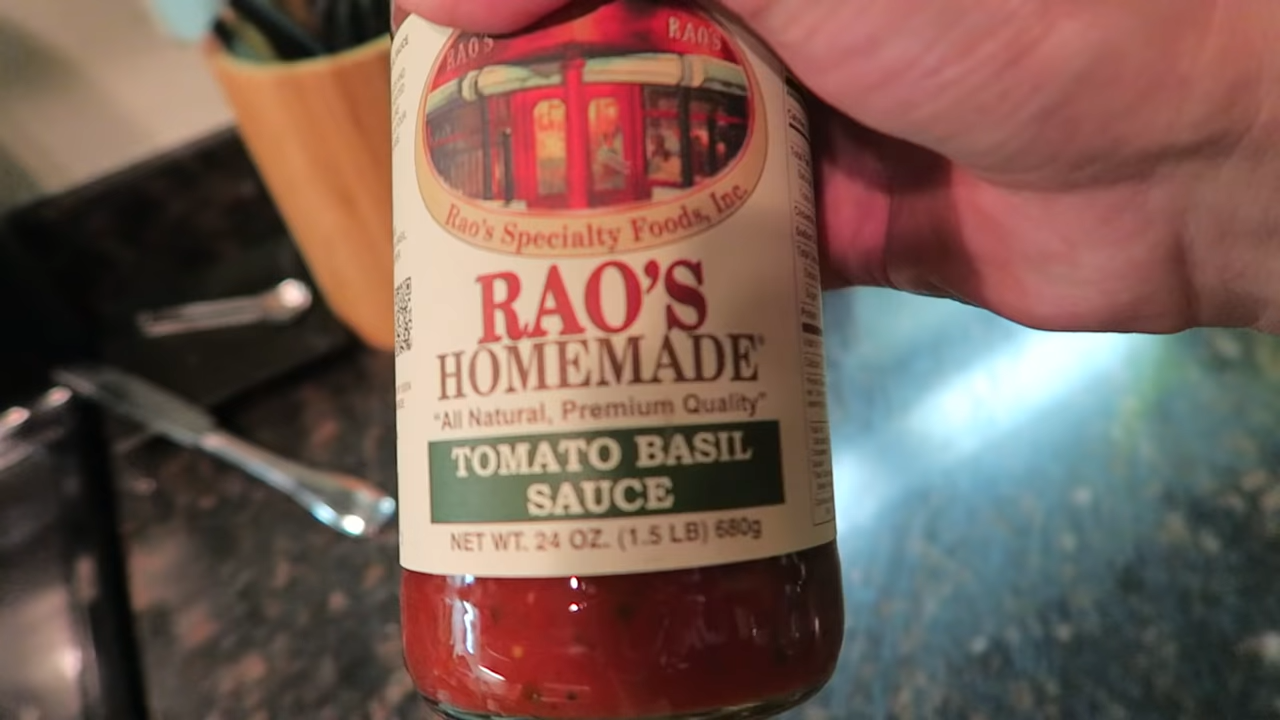 RAO'S RAO'S
Rao's Specialty Foods, Inc.
RAO'S
HOMEMADE®
"All Natural, Premium Quality"
TOMATO BASIL
SAUCE
NET WT. 24 OZ. (1.5 LB) 680g